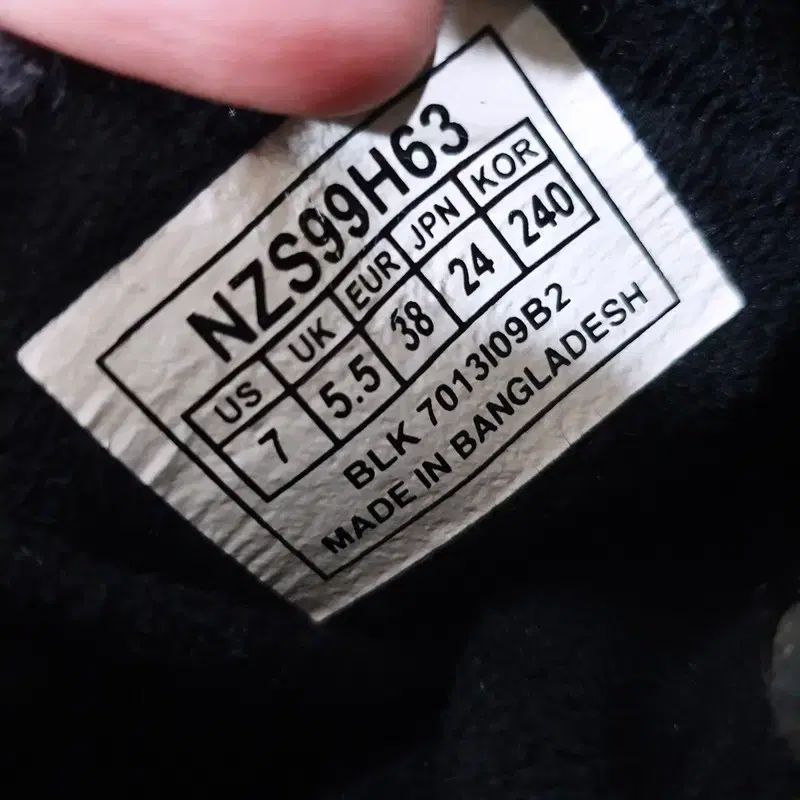 NZS99H63
US UK EUR JPN KOR
7 5.5 38 24 240
BLK 7013I09B2
MADE IN BANGLADESH